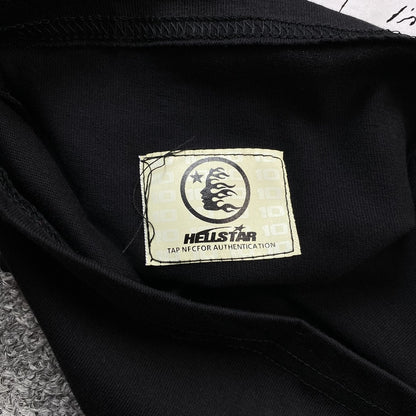 HELLSTAR
TAP NFC FOR AUTHENTICATION